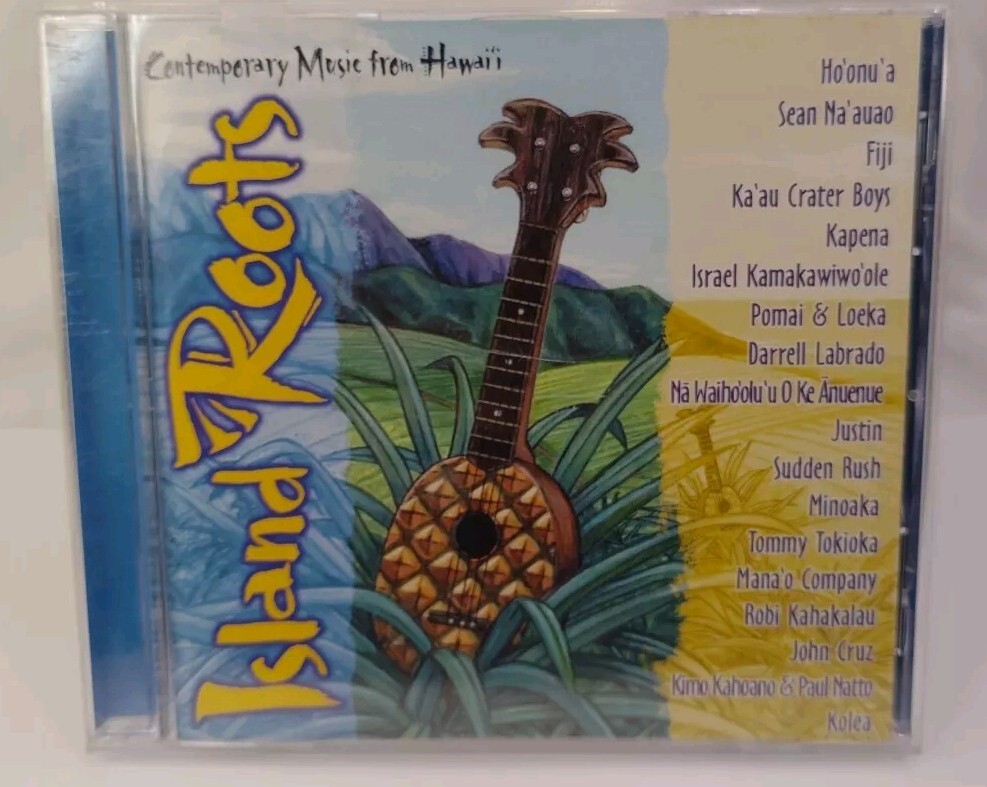 Contemporary Music from Hawai'i
Island Roots
Ho'onu'a
Sean Na'auao
Fiji
Ka'au Crater Boys
Kapena
Israel Kamakawiwo'ole
Pomai & Loeka
Darrell Labrado
Nā Waiho'olu'u O Ke Ānuenue
Justin
Sudden Rush
Minoaka
Tommy Tokioka
Mana'o Company
Robi Kahakalau
John Cruz
Kimo Kahoano & Paul Natto
Kolea